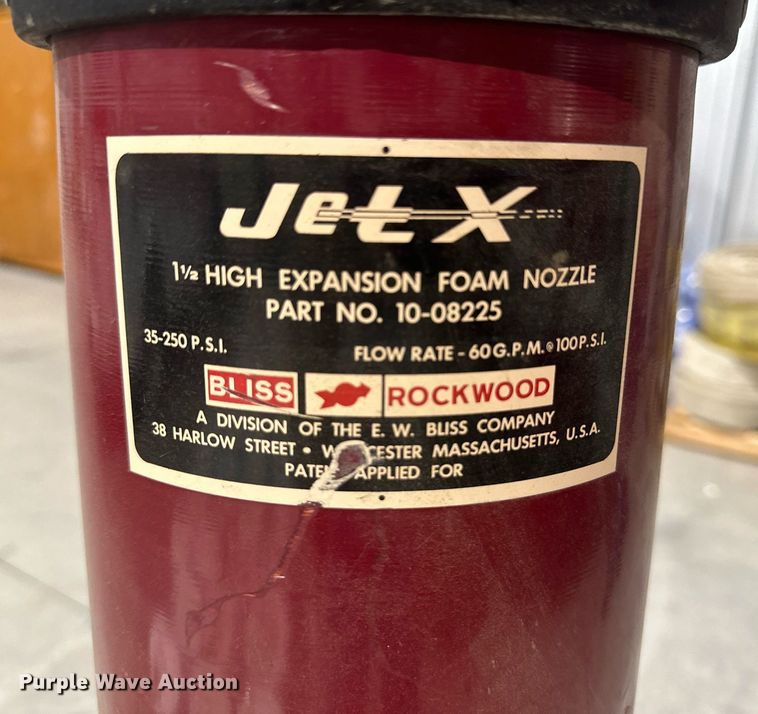 Jet X
1½ HIGH EXPANSION FOAM NOZZLE
PART NO. 10-08225
35-250 P.S.I.
FLOW RATE - 60 G.P.M. @ 100 P.S.I.
BLISS ROCKWOOD
A DIVISION OF THE E. W. BLISS COMPANY
38 HARLOW STREET • MASSACHUSETTS, U.S.A.
APPLIED FOR
Purple Wave Auction